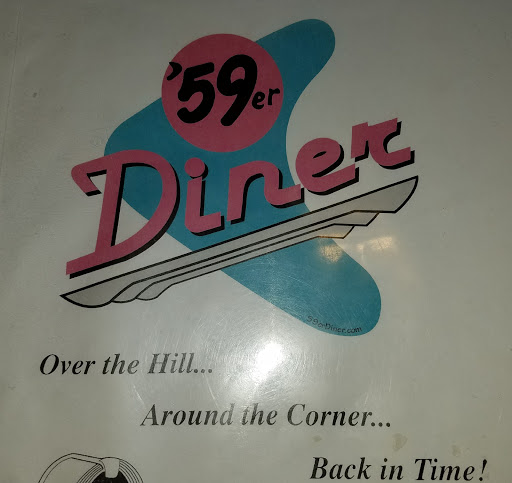 '59er
Diner
Over the Hill...
Around the Corner...
Back in Time!